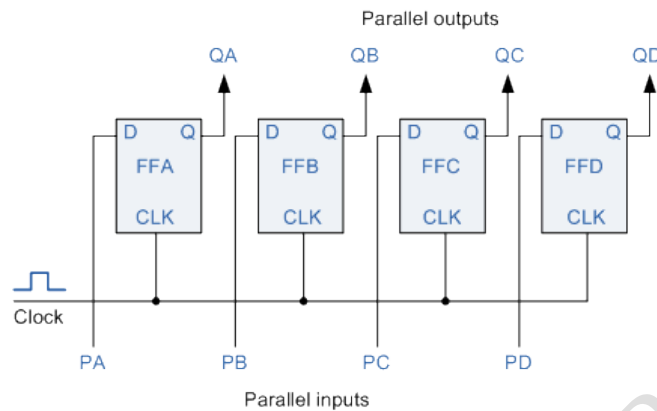 Parallel outputs
QA QB QC QD
D Q D Q D Q D Q
FFA FFB FFC FFD
CLK CLK CLK CLK
Clock
PA PB PC PD
Parallel inputs